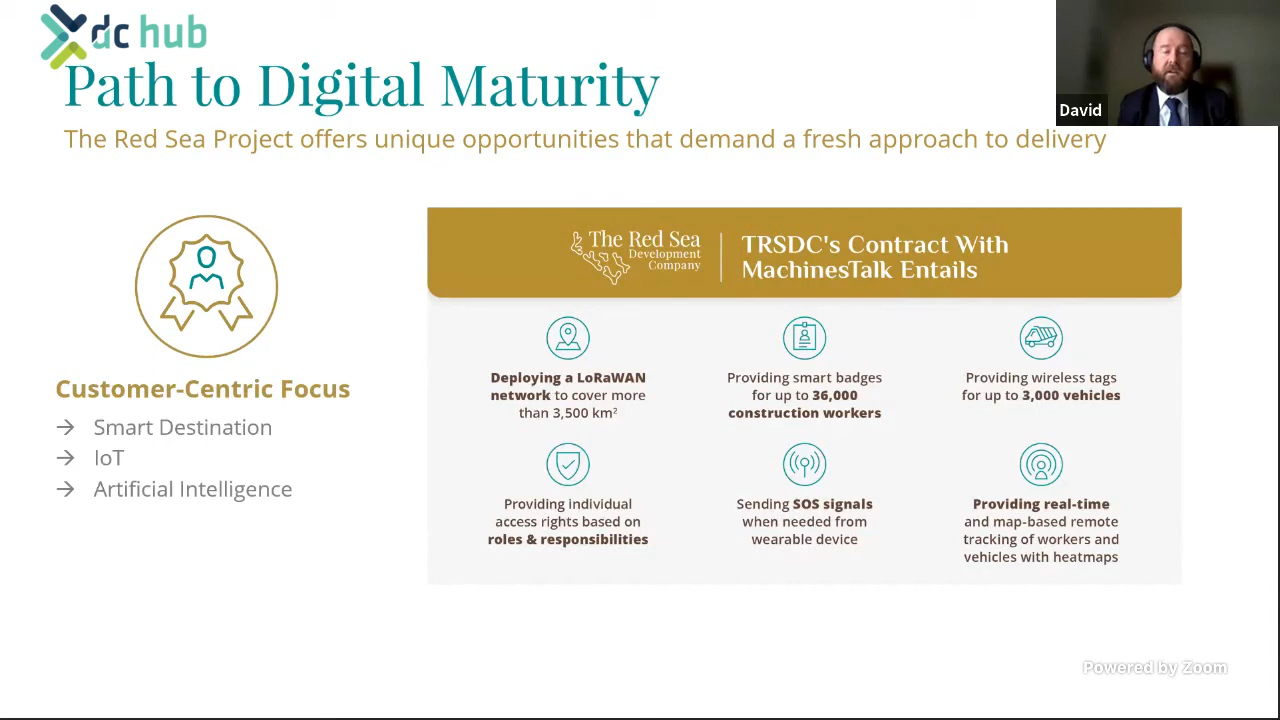 dc hub
Path to Digital Maturity
David
The Red Sea Project offers unique opportunities that demand a fresh approach to delivery
Customer-Centric Focus
→ Smart Destination
→ IoT
→ Artificial Intelligence
The Red Sea
Development
Company
TRSDC's Contract With
MachinesTalk Entails
Deploying a LoRaWAN
network to cover more
than 3,500 km²
Providing smart badges
for up to 36,000
construction workers
Providing wireless tags
for up to 3,000 vehicles
Providing individual
access rights based on
roles & responsibilities
Sending SOS signals
when needed from
wearable device
Providing real-time
and map-based remote
tracking of workers and
vehicles with heatmaps
Powered by Zoom